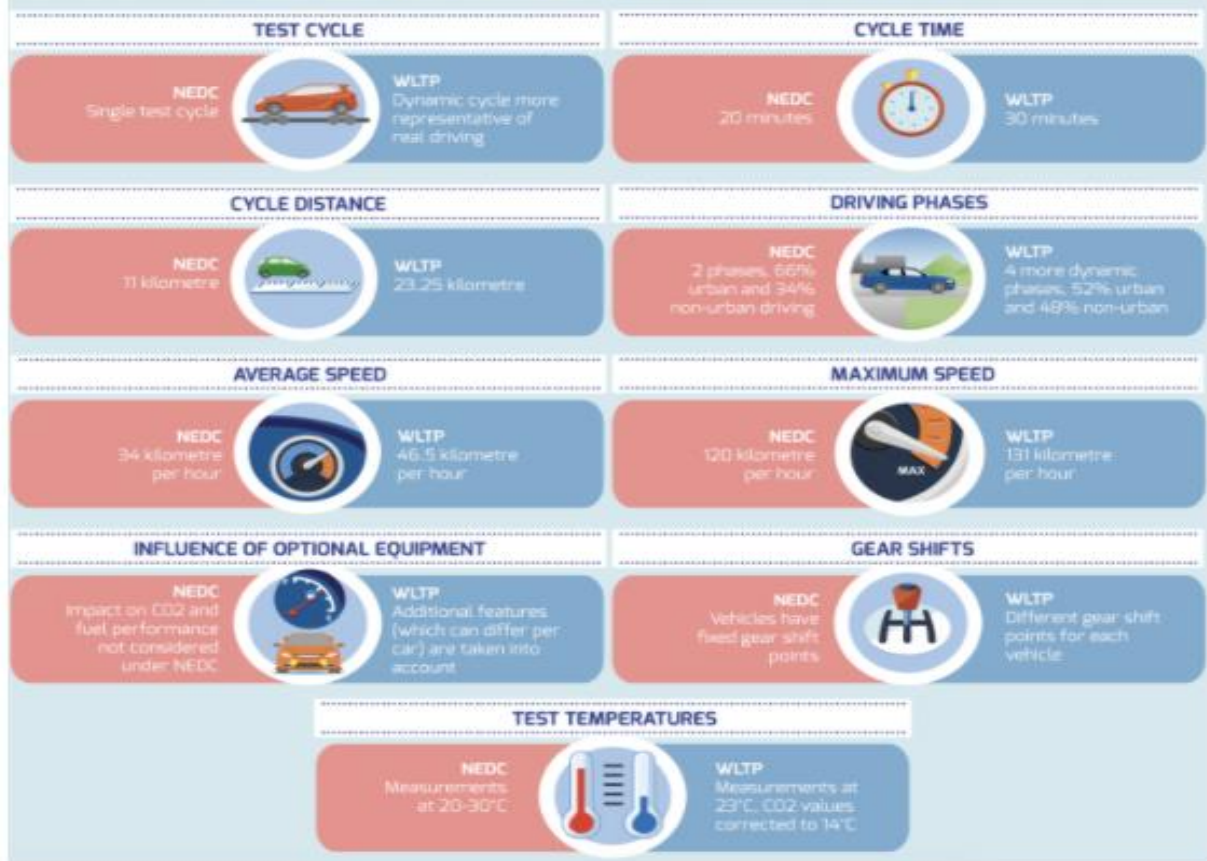 TEST CYCLE
NEDC
Single test cycle
WLTP
Dynamic cycle more
representative of
real driving
CYCLE TIME
NEDC
20 minutes
WLTP
30 minutes
CYCLE DISTANCE
NEDC
11 kilometre
WLTP
23.25 kilometre
DRIVING PHASES
NEDC
2 phases, 66%
urban and 34%
non-urban driving
WLTP
4 more dynamic
phases, 52% urban
and 48% non-urban
AVERAGE SPEED
NEDC
34 kilometre
per hour
WLTP
46.5 kilometre
per hour
MAXIMUM SPEED
NEDC
120 kilometre
per hour
MAX
WLTP
131 kilometre
per hour
INFLUENCE OF OPTIONAL EQUIPMENT
NEDC
Impact on CO2 and
fuel performance
not considered
under NEDC
WLTP
Additional features
(which can differ per
car) are taken into
account
GEAR SHIFTS
NEDC
Vehicles have
fixed gear shift
points
WLTP
Different gear shift
points for each
vehicle
TEST TEMPERATURES
NEDC
Measurements
at 20-30°C
WLTP
Measurements at
23°C, CO2 values
corrected to 14°C